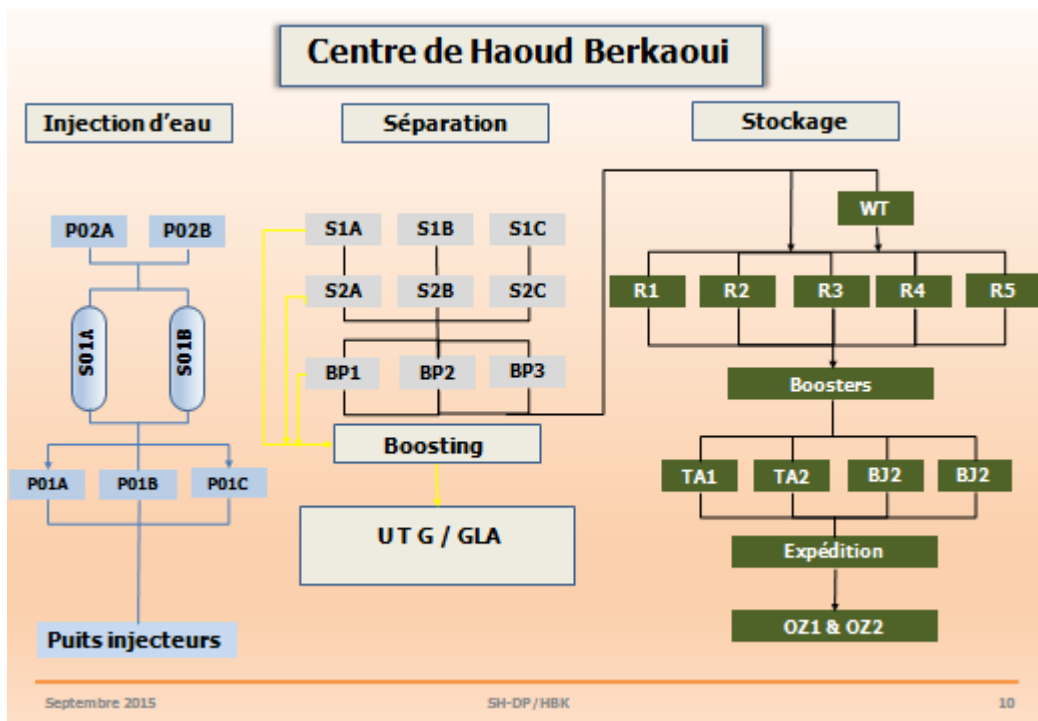 Centre de Haoud Berkaoui
Injection d'eau
Séparation
Stockage
P02A
P02B
S01A
S01B
P01A
P01B
P01C
Puits injecteurs
S1A
S1B
S1C
S2A
S2B
S2C
BP1
BP2
BP3
Boosting
U T G / GLA
WT
R1
R2
R3
R4
R5
Boosters
TA1
TA2
BJ2
BJ2
Expédition
OZ1 & OZ2
Septembre 2015
SH-DP/HBK
10